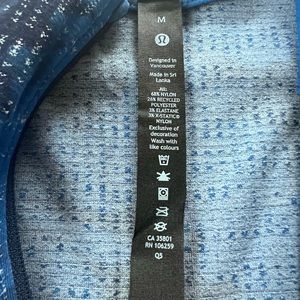 M
Designed in
Vancouver
Made in Sri
Lanka
All:
68% NYLON
26% RECYCLED
POLYESTER
3% ELASTANE
3% X-STATIC®
NYLON
Exclusive of
decoration
Wash with
like colours
CA 35801
RN 106259
Q5